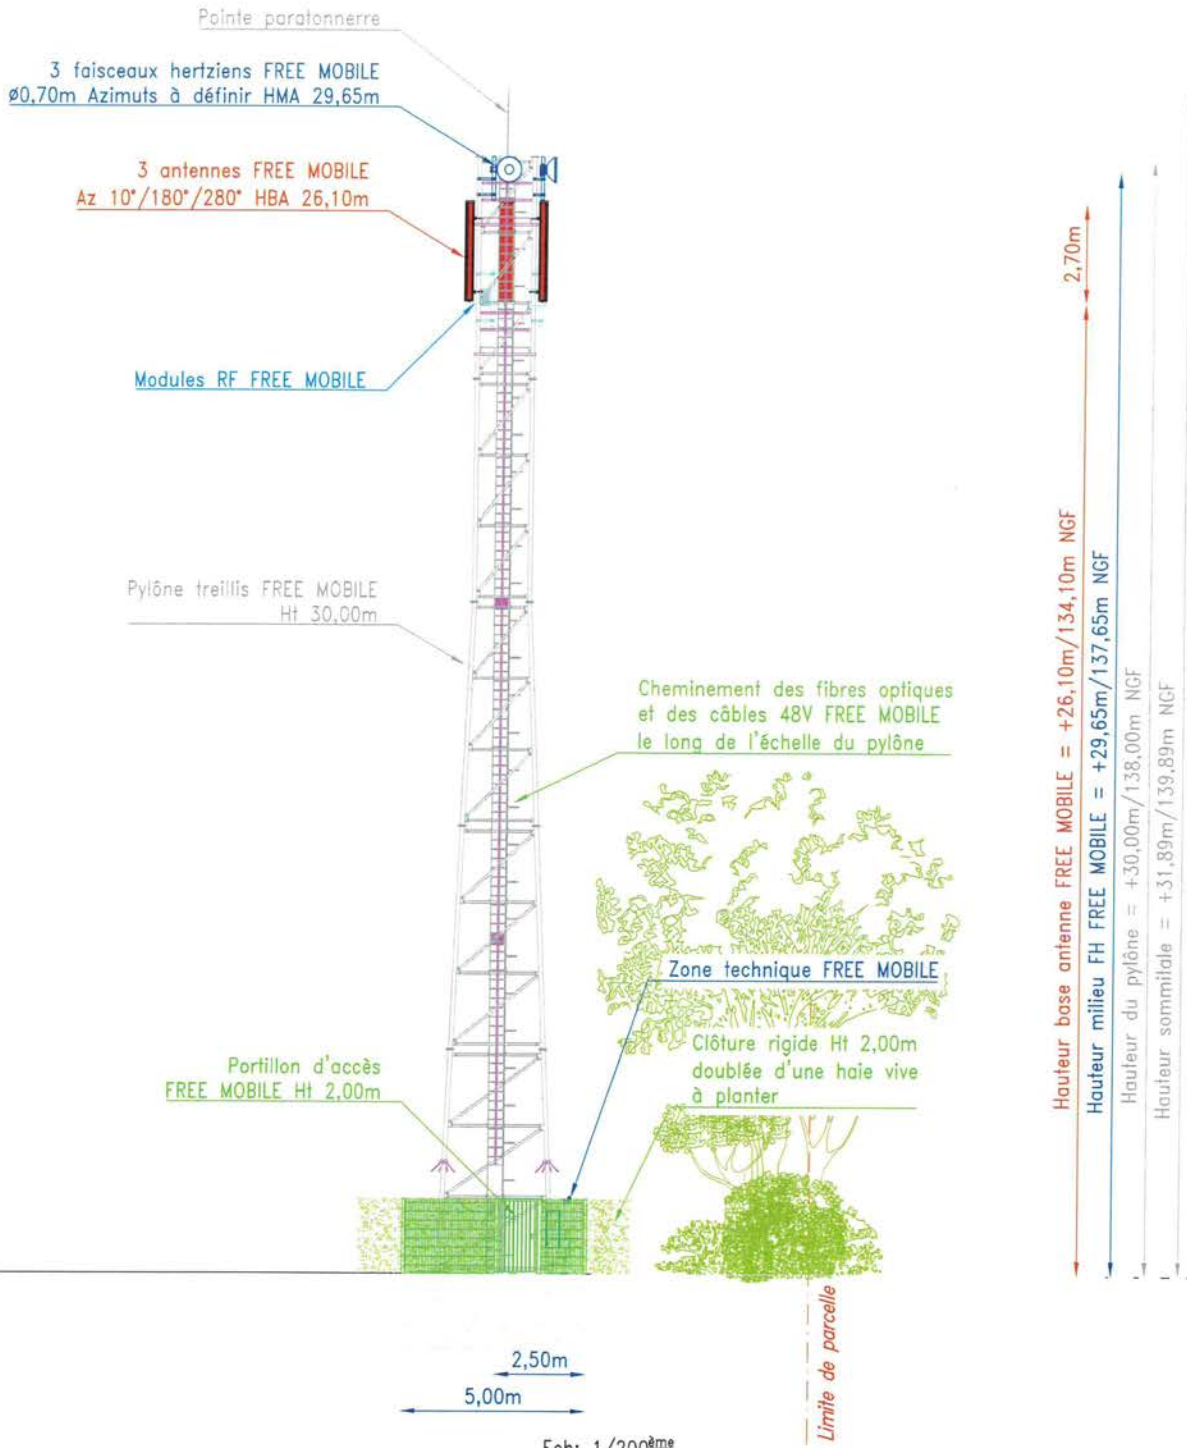 Pointe paratonnerre
3 faisceaux hertziens FREE MOBILE
ø0,70m Azimuts à définir HMA 29,65m
3 antennes FREE MOBILE
Az 10°/180°/280° HBA 26,10m
Modules RF FREE MOBILE
Pylône treillis FREE MOBILE
Ht 30,00m
Cheminement des fibres optiques
et des câbles 48V FREE MOBILE
le long de l'échelle du pylône
Zone technique FREE MOBILE
Clôture rigide Ht 2,00m
doublée d'une haie vive
à planter
Portillon d'accès
FREE MOBILE Ht 2,00m
2,70m
Hauteur base antenne FREE MOBILE = +26,10m/134,10m NGF
Hauteur milieu FH FREE MOBILE = +29,65m/137,65m NGF
Hauteur du pylône = +30,00m/138,00m NGF
Hauteur sommitale = +31,89m/139,89m NGF
Limite de parcelle
2,50m
5,00m
Ech: 1/200ème